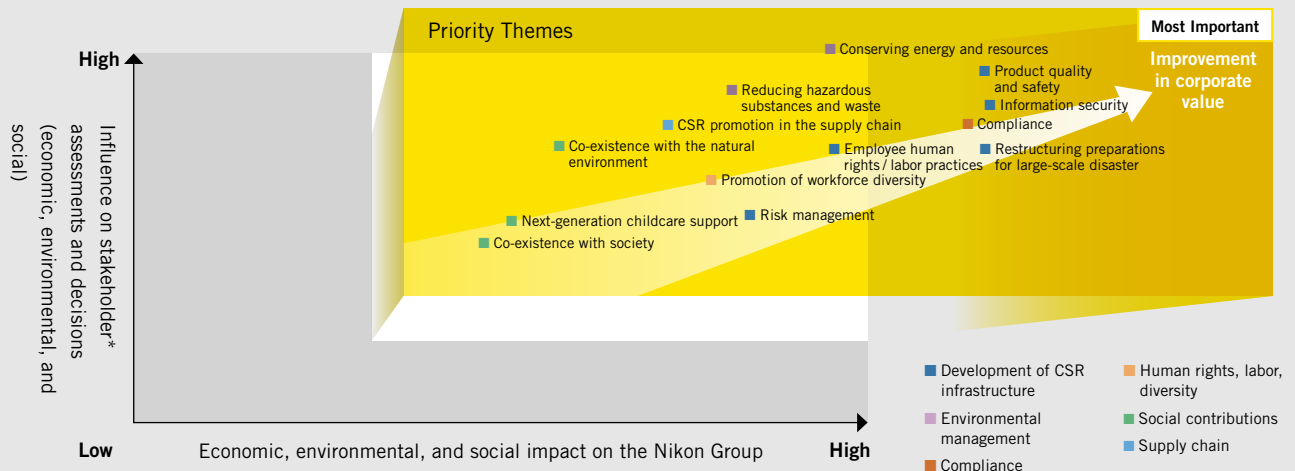 Priority Themes
Most Important
Improvement
in corporate
value
High
Influence on stakeholder*
assessments and decisions
(economic, environmental, and
social)
Conserving energy and resources
Product quality
and safety
Reducing hazardous
substances and waste
Information security
CSR promotion in the supply chain
Compliance
Co-existence with the natural
environment
Employee human
rights / labor practices
Restructuring preparations
for large-scale disaster
Promotion of workforce diversity
Next-generation childcare support
Risk management
Co-existence with society
Low
Economic, environmental, and social impact on the Nikon Group
High
Development of CSR
infrastructure
Environmental
management
Compliance
Human rights, labor,
diversity
Social contributions
Supply chain